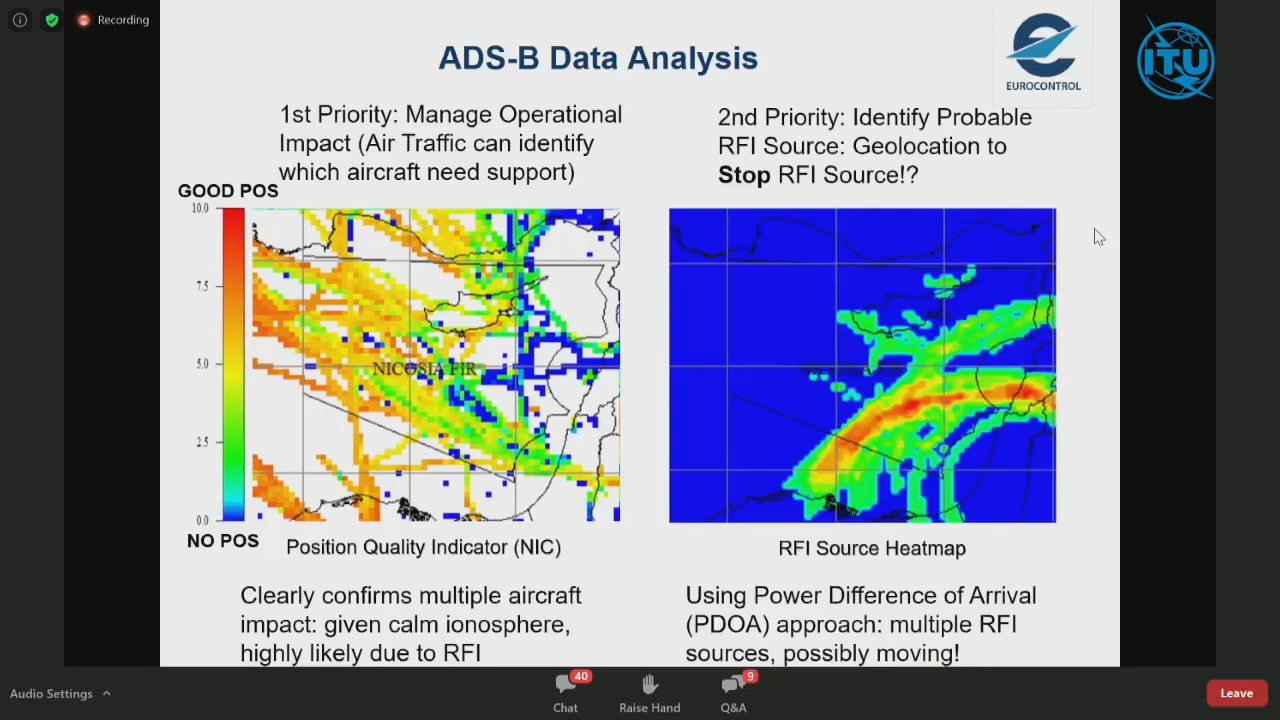 Recording
ADS-B Data Analysis
EUROCONTROL
ITU
1st Priority: Manage Operational
Impact (Air Traffic can identify
which aircraft need support)
2nd Priority: Identify Probable
RFI Source: Geolocation to
Stop RFI Source!?
GOOD POS
10.0
7.5
5.0
2.5
0.0
NO POS
NICOSIA FIR
Position Quality Indicator (NIC)
RFI Source Heatmap
Clearly confirms multiple aircraft
impact: given calm ionosphere,
highly likely due to RFI
Using Power Difference of Arrival
(PDOA) approach: multiple RFI
sources, possibly moving!
Audio Settings
40
Chat
Raise Hand
9
Q&A
Leave